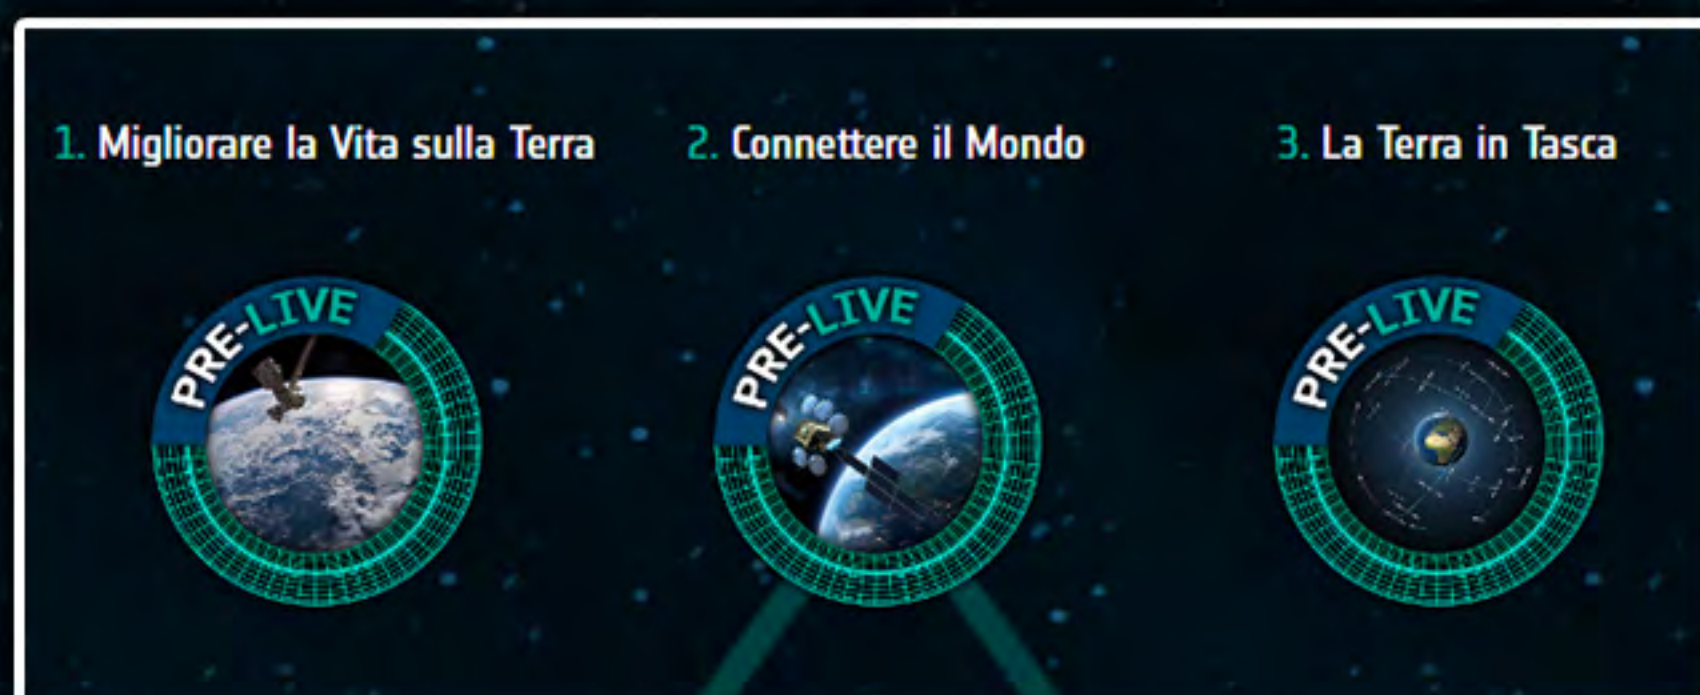 1. Migliorare la Vita sulla Terra
2. Connettere il Mondo
3. La Terra in Tasca
PRE-LIVE
PRE-LIVE
PRE-LIVE